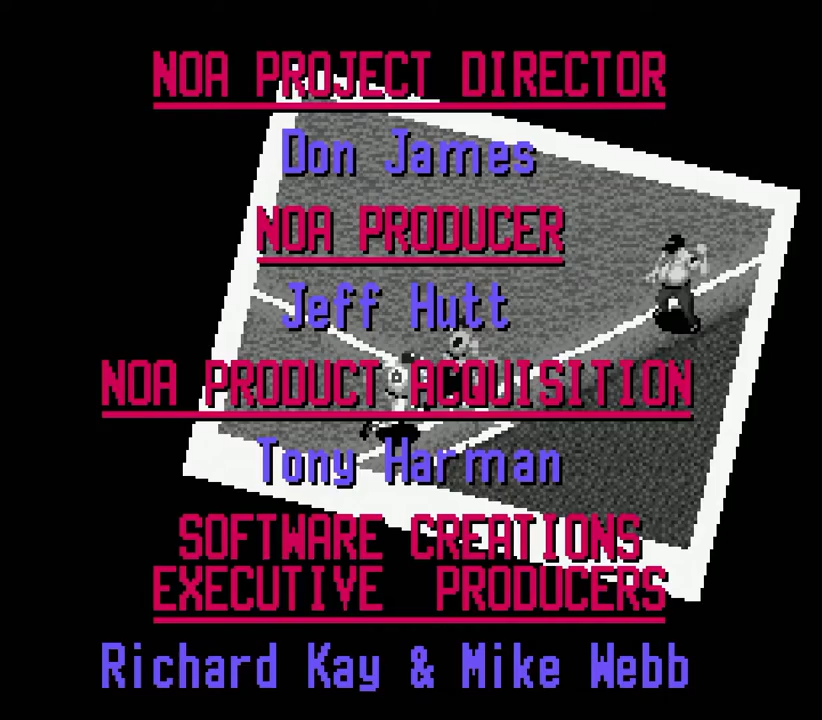 NOA PROJECT DIRECTOR
Don James
NOA PRODUCER
Jeff Hutt
NOA PRODUCT ACQUISITION
Tony Harman
SOFTWARE CREATIONS
EXECUTIVE PRODUCERS
Richard Kay & Mike Webb